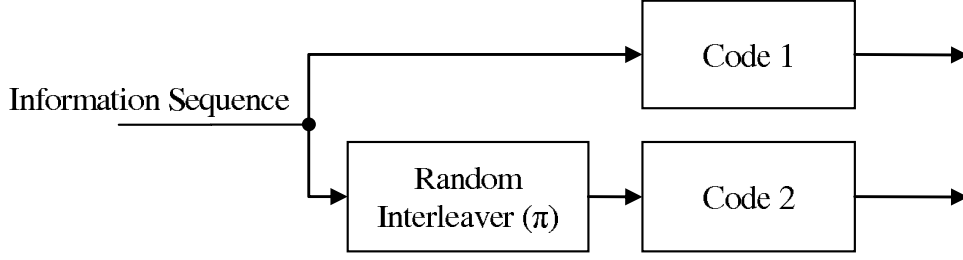 Code 1
Information Sequence
Random
Interleaver (π)
Code 2